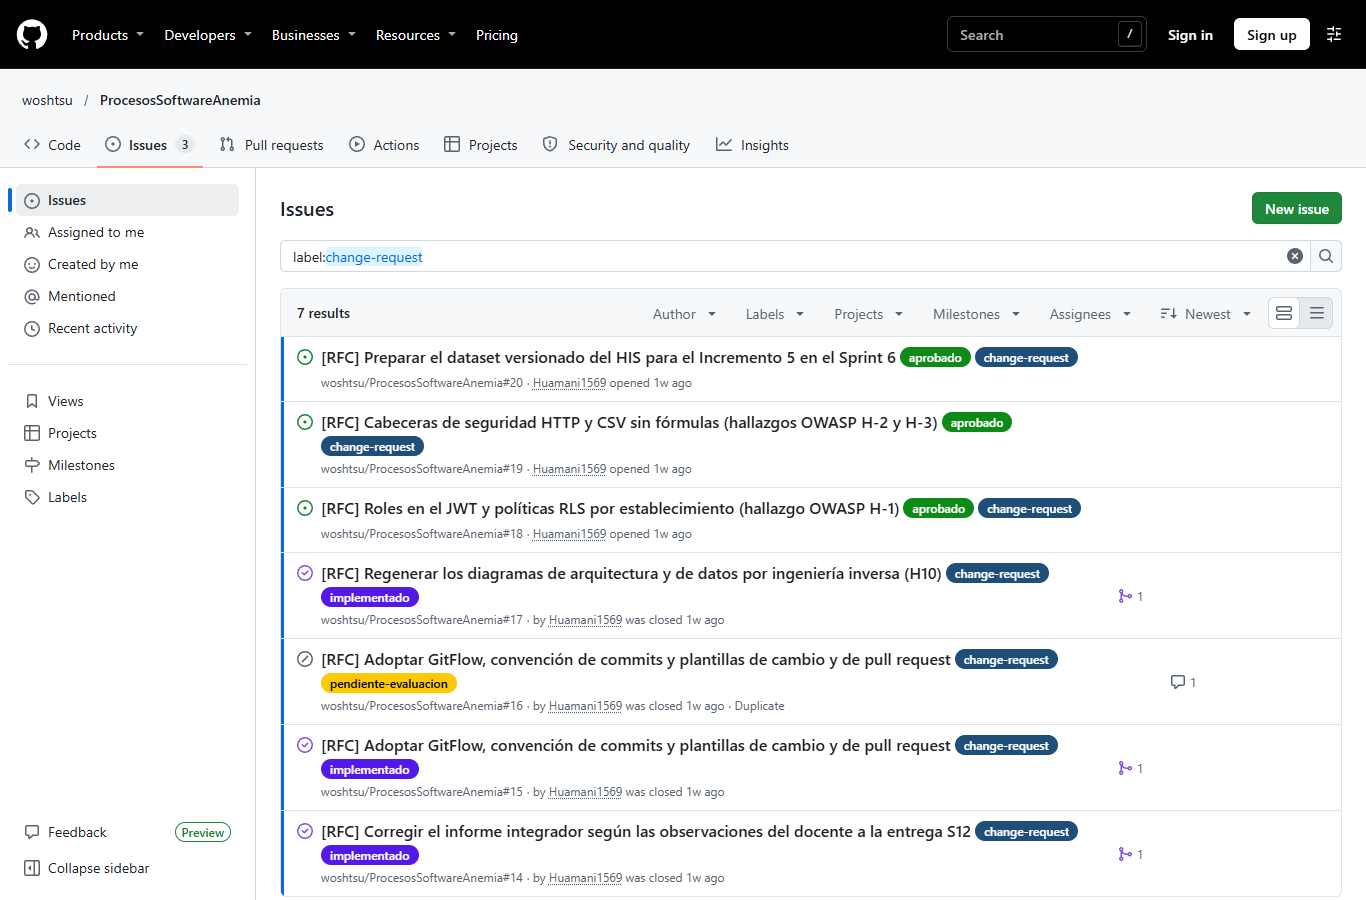 Products Developers Businesses Resources Pricing Search / Sign in Sign up
woshtsu / ProcesosSoftwareAnemia
Code Issues 3 Pull requests Actions Projects Security and quality Insights
Issues
Assigned to me
Created by me
Mentioned
Recent activity
Views
Projects
Milestones
Labels
Feedback Preview
Collapse sidebar
Issues New issue
label:change-request
7 results Author Labels Projects Milestones Assignees Newest
[RFC] Preparar el dataset versionado del HIS para el Incremento 5 en el Sprint 6 aprobado change-request
woshtsu/ProcesosSoftwareAnemia#20 · Huamani1569 opened 1w ago
[RFC] Cabeceras de seguridad HTTP y CSV sin fórmulas (hallazgos OWASP H-2 y H-3) aprobado
change-request
woshtsu/ProcesosSoftwareAnemia#19 · Huamani1569 opened 1w ago
[RFC] Roles en el JWT y políticas RLS por establecimiento (hallazgo OWASP H-1) aprobado change-request
woshtsu/ProcesosSoftwareAnemia#18 · Huamani1569 opened 1w ago
[RFC] Regenerar los diagramas de arquitectura y de datos por ingeniería inversa (H10) change-request
implementado 1
woshtsu/ProcesosSoftwareAnemia#17 · by Huamani1569 was closed 1w ago
[RFC] Adoptar GitFlow, convención de commits y plantillas de cambio y de pull request change-request
pendiente-evaluacion 1
woshtsu/ProcesosSoftwareAnemia#16 · by Huamani1569 was closed 1w ago · Duplicate
[RFC] Adoptar GitFlow, convención de commits y plantillas de cambio y de pull request change-request
implementado 1
woshtsu/ProcesosSoftwareAnemia#15 · by Huamani1569 was closed 1w ago
[RFC] Corregir el informe integrador según las observaciones del docente a la entrega S12 change-request
implementado 1
woshtsu/ProcesosSoftwareAnemia#14 · by Huamani1569 was closed 1w ago